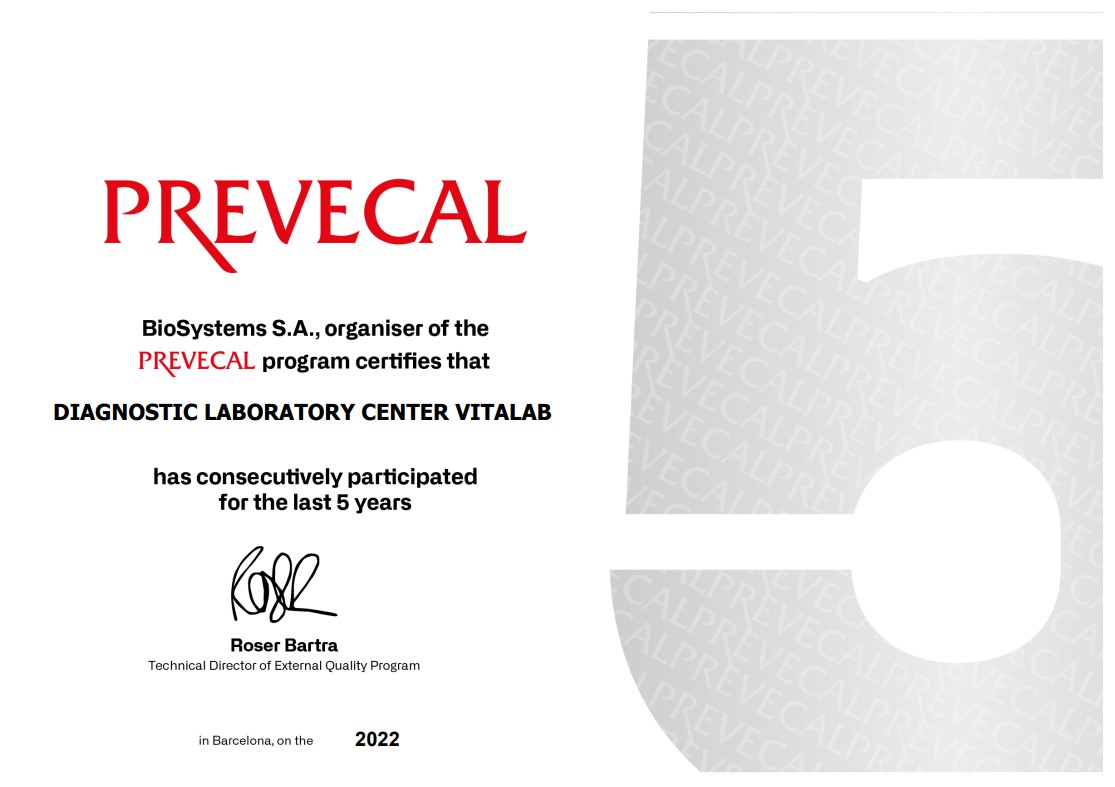 PREVECAL
BioSystems S.A., organiser of the
PREVECAL program certifies that
DIAGNOSTIC LABORATORY CENTER VITALAB
has consecutively participated
for the last 5 years
Roser Bartra
Technical Director of External Quality Program
in Barcelona, on the 2022
5